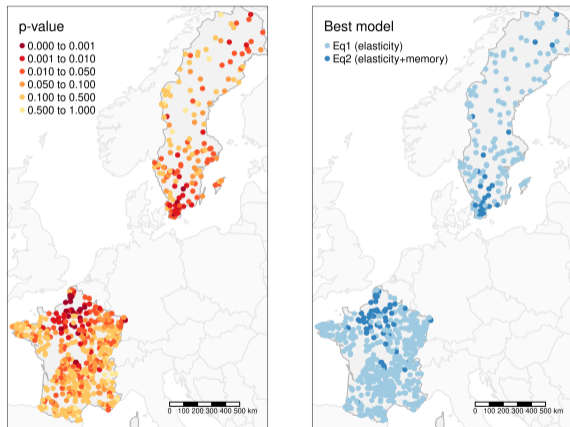 p-value
0.000 to 0.001
0.001 to 0.010
0.010 to 0.050
0.050 to 0.100
0.100 to 0.500
0.500 to 1.000
0 100 200 300 400 500 km
Best model
Eq1 (elasticity)
Eq2 (elasticity+memory)
0 100 200 300 400 500 km